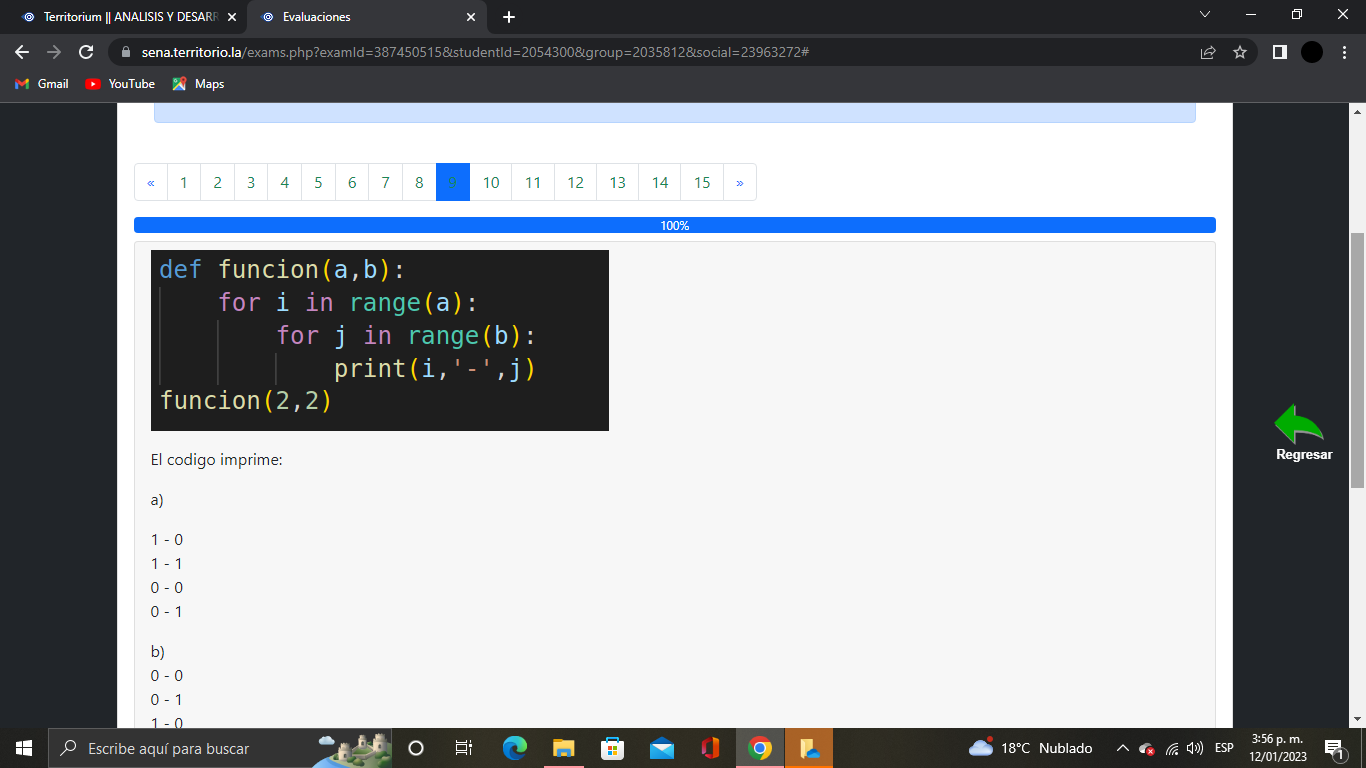 Territorium || ANALISIS Y DESARR
Evaluaciones
sena.territorio.la/exams.php?examId=387450515&studentId=2054300&group=2035812&social=23963272#
Gmail YouTube Maps
« 1 2 3 4 5 6 7 8 9 10 11 12 13 14 15 »
100%
def funcion(a,b):
for i in range(a):
for j in range(b):
print(i,'-',j)
funcion(2,2)
El codigo imprime:
a)
1 - 0
1 - 1
0 - 0
0 - 1
b)
0 - 0
0 - 1
1 - 0
Regresar
Escribe aquí para buscar
18°C Nublado
ESP
3:56 p. m.
12/01/2023
1